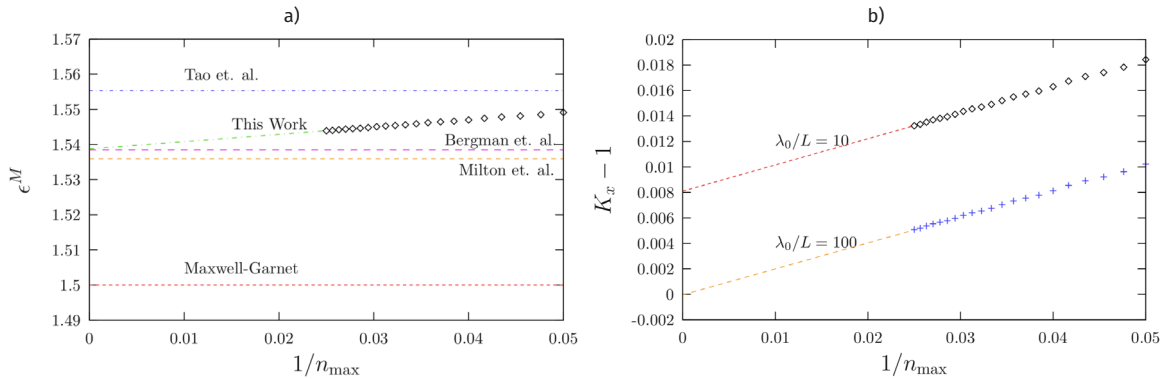 a)
1.57
1.56
1.55
1.54
1.53
1.52
1.51
1.5
1.49
ϵ^M
Tao et. al.
This Work
Bergman et. al.
Milton et. al.
Maxwell-Garnet
0
0.01
0.02
0.03
0.04
0.05
1/n_max
b)
0.02
0.018
0.016
0.014
0.012
0.01
0.008
0.006
0.004
0.002
0
-0.002
K_x − 1
λ_0/L = 10
λ_0/L = 100
0
0.01
0.02
0.03
0.04
0.05
1/n_max